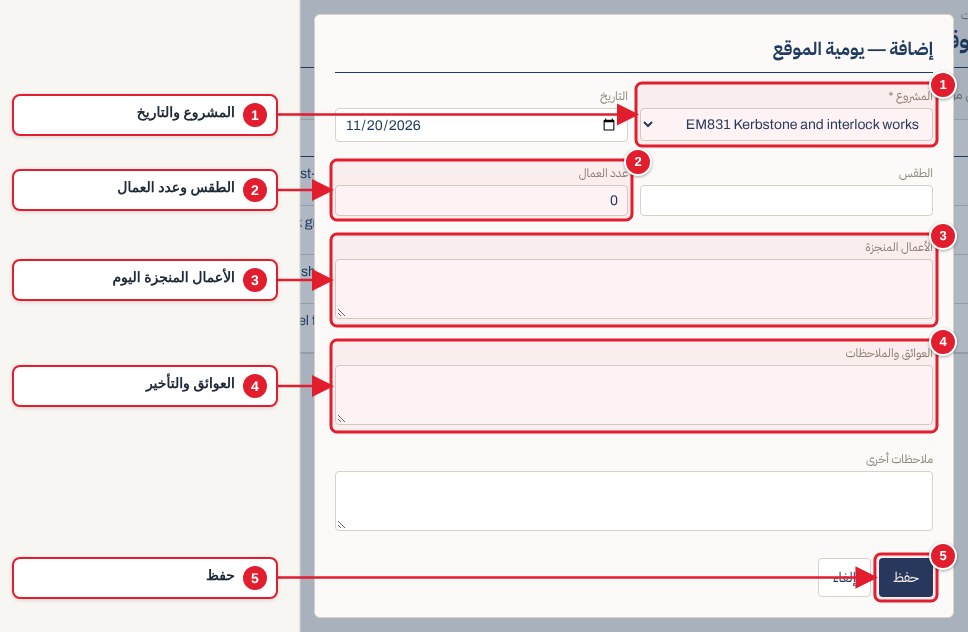 إضافة — يومية الموقع
المشروع *
1
EM831 Kerbstone and interlock works
التاريخ
11/20/2026
الطقس
عدد العمال
2
0
الأعمال المنجزة
3
العوائق والملاحظات
4
ملاحظات أخرى
5
حفظ
إلغاء
1 المشروع والتاريخ
2 الطقس وعدد العمال
3 الأعمال المنجزة اليوم
4 العوائق والتأخير
5 حفظ